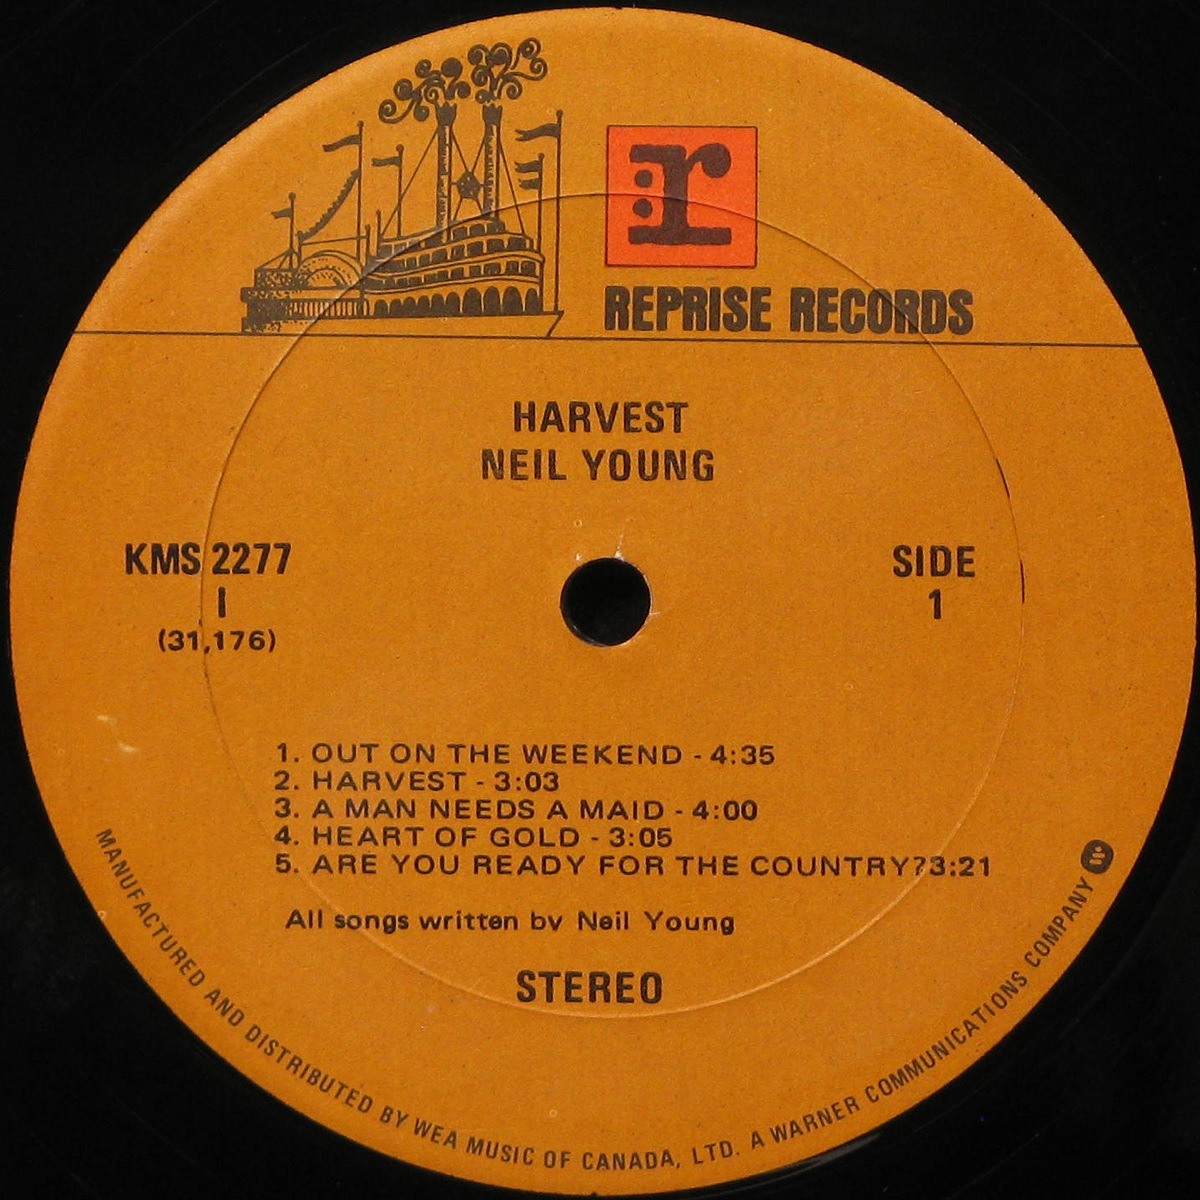 r
REPRISE RECORDS
HARVEST
NEIL YOUNG
KMS 2277
I
(31,176)
SIDE
1
1. OUT ON THE WEEKEND - 4:35
2. HARVEST - 3:03
3. A MAN NEEDS A MAID - 4:00
4. HEART OF GOLD - 3:05
5. ARE YOU READY FOR THE COUNTRY?3:21
All songs written by Neil Young
STEREO
MANUFACTURED AND DISTRIBUTED BY WEA MUSIC OF CANADA, LTD. A WARNER COMMUNICATIONS COMPANY